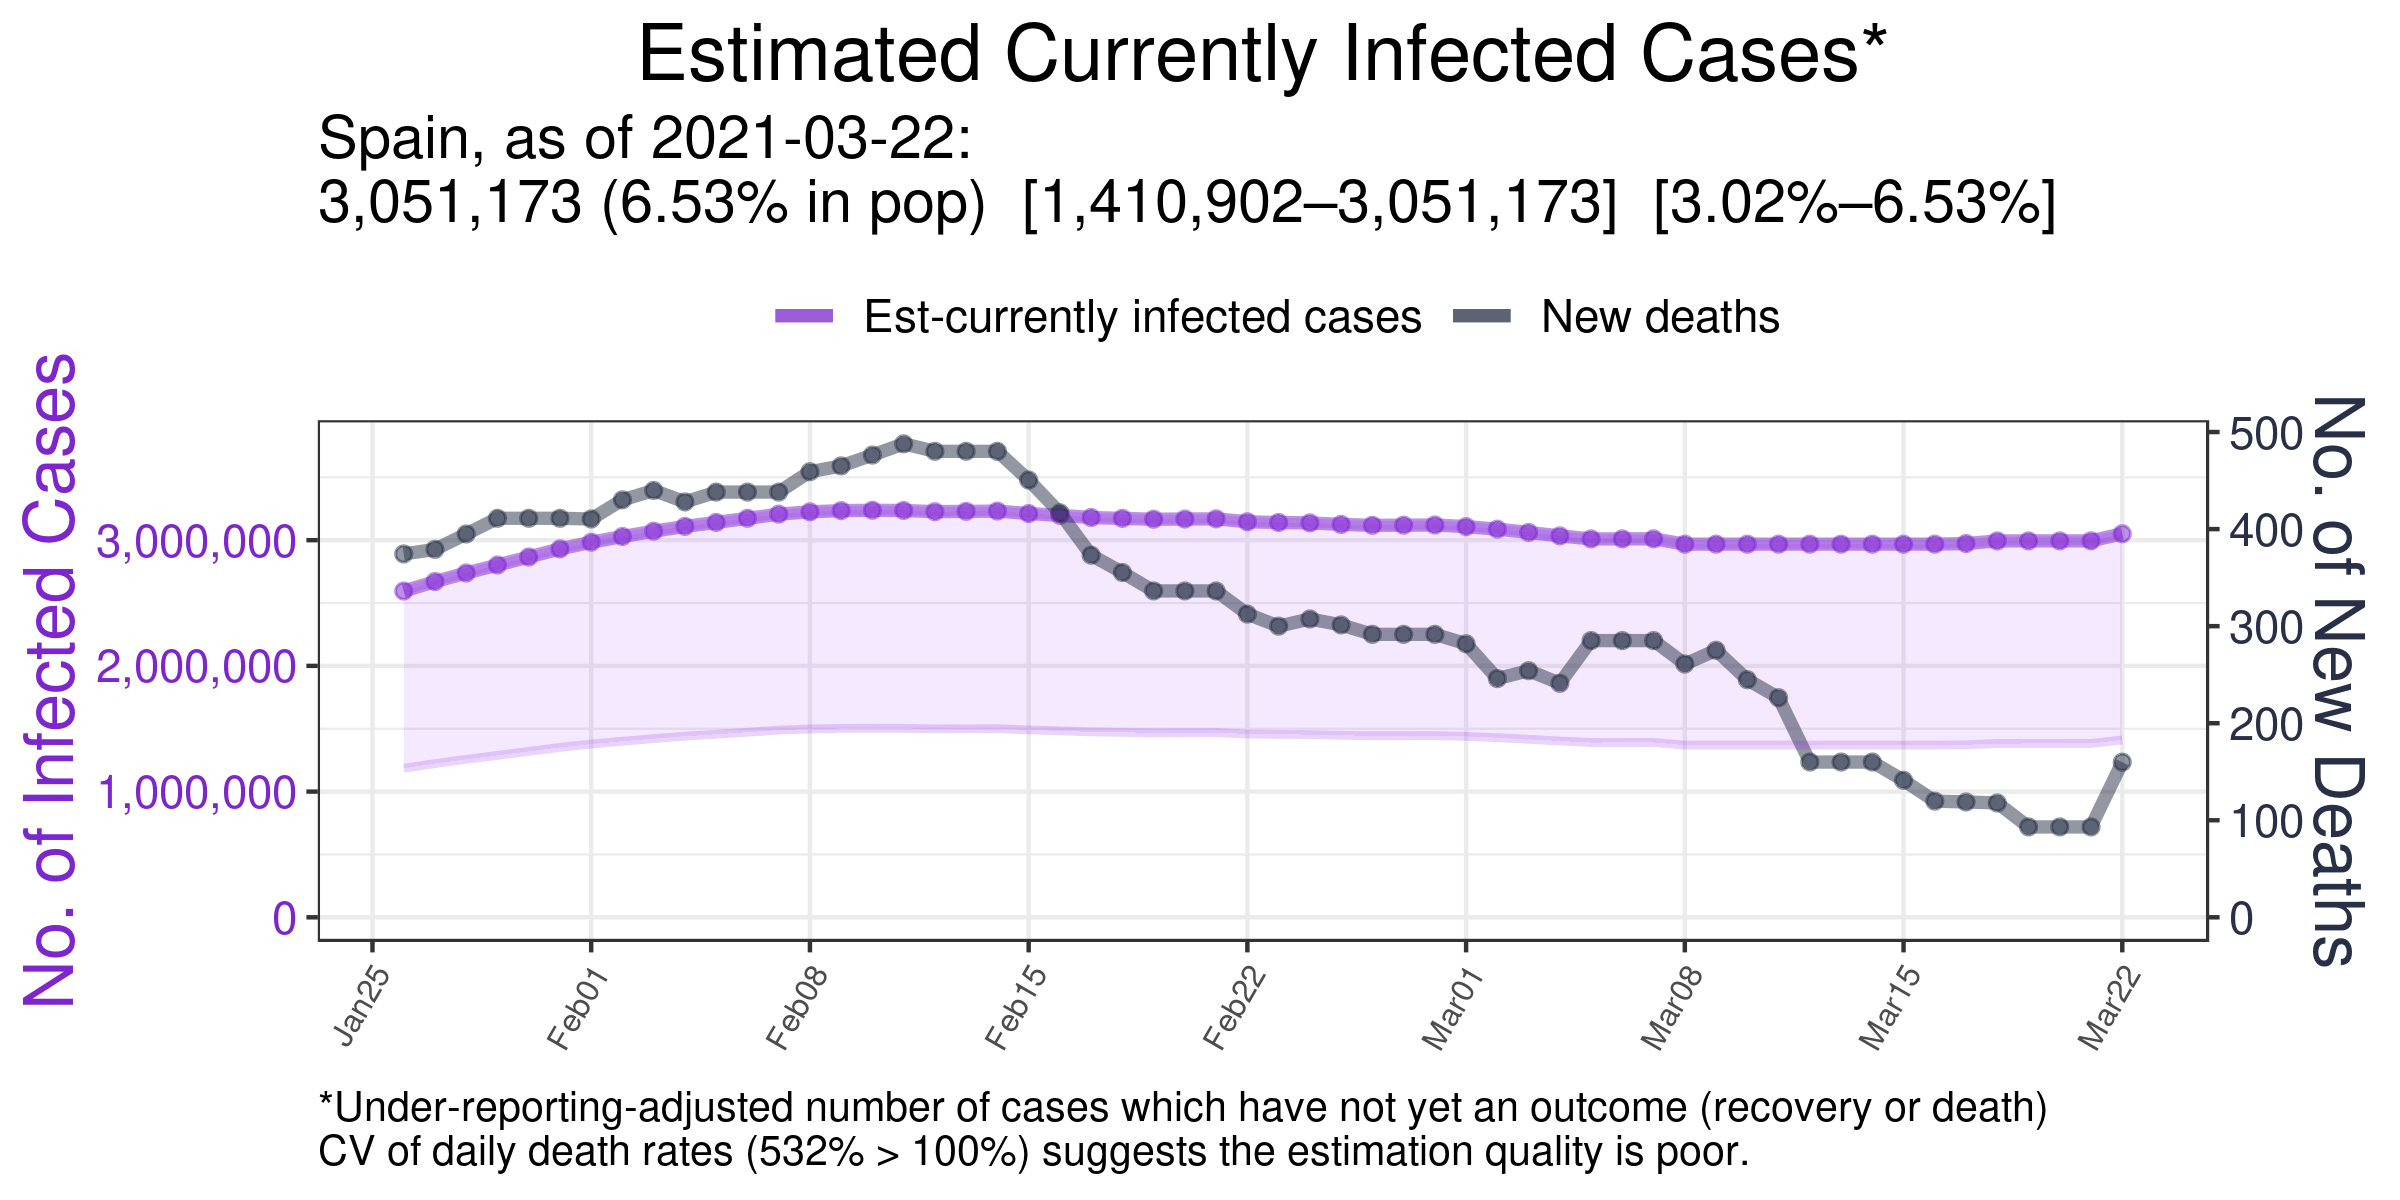 Estimated Currently Infected Cases*
Spain, as of 2021-03-22:
3,051,173 (6.53% in pop) [1,410,902–3,051,173] [3.02%–6.53%]
Est-currently infected cases
New deaths
No. of Infected Cases
3,000,000
2,000,000
1,000,000
0
500
400
300
200
100
0
No. of New Deaths
Jan25
Feb01
Feb08
Feb15
Feb22
Mar01
Mar08
Mar15
Mar22
*Under-reporting-adjusted number of cases which have not yet an outcome (recovery or death)
CV of daily death rates (532% > 100%) suggests the estimation quality is poor.